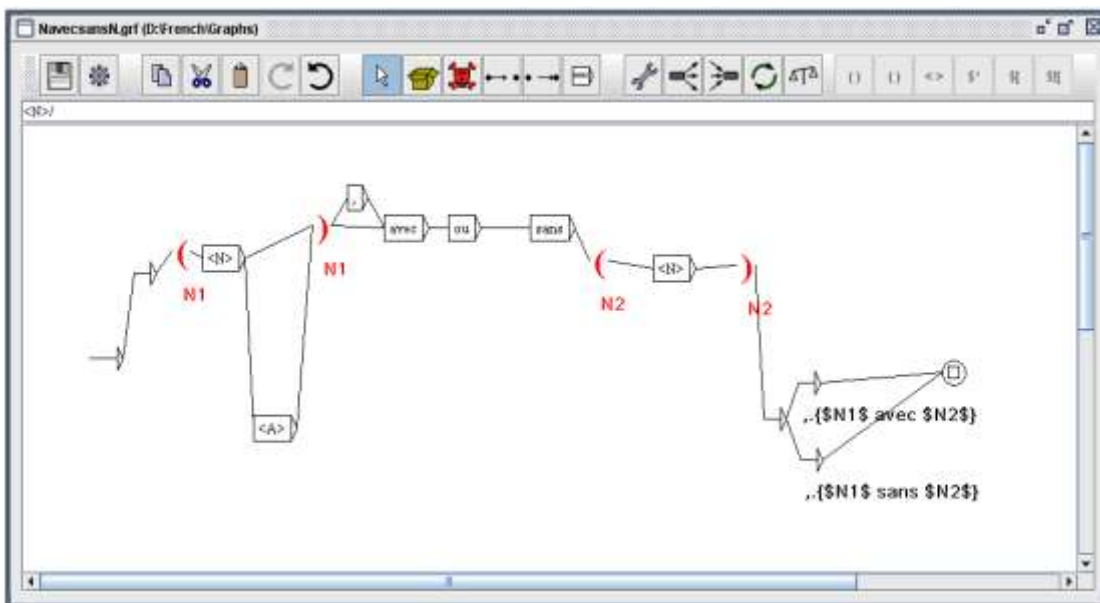 NavecsansN.grf (D:\French\Graphs)
<N>/
,
avec
ou
sans
<N>
N1
N1
<N>
N2
N2
<A>
,.{$N1$ avec $N2$}
,.{$N1$ sans $N2$}